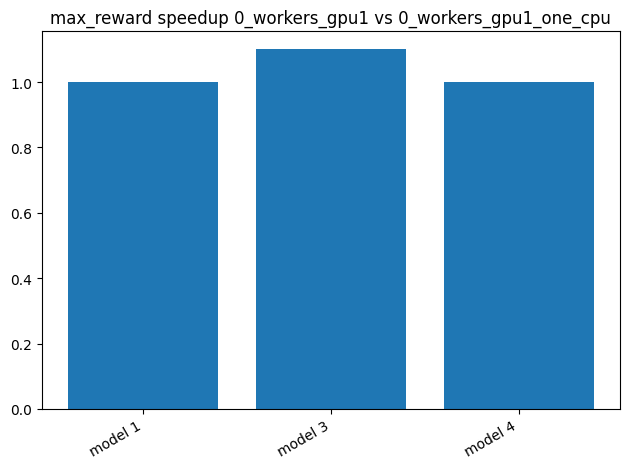 max_reward speedup 0_workers_gpu1 vs 0_workers_gpu1_one_cpu
1.0
0.8
0.6
0.4
0.2
0.0
model 1
model 3
model 4